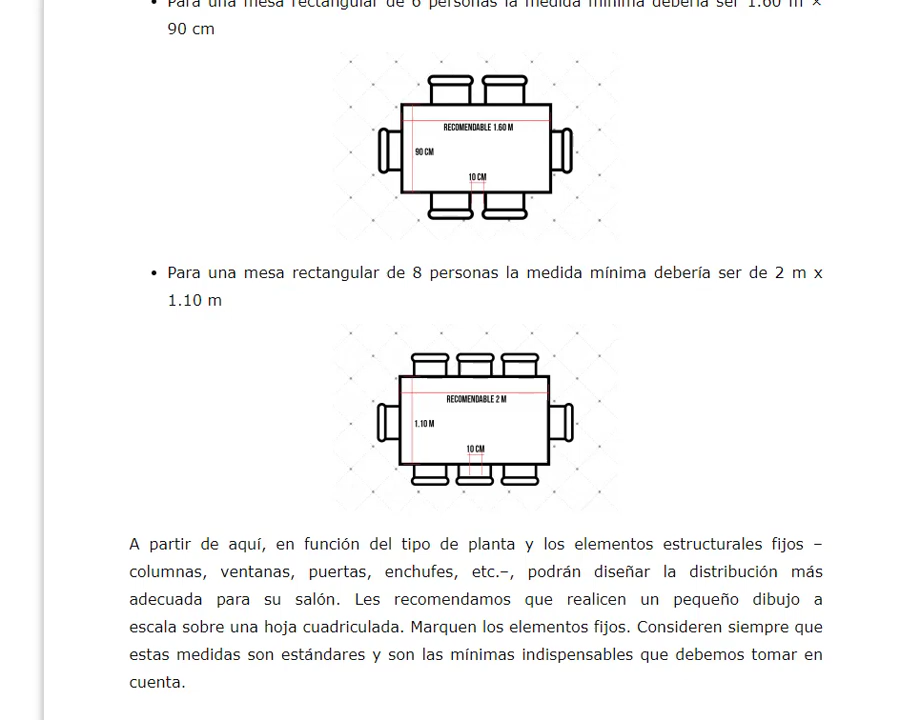 • Para una mesa rectangular de 6 personas la medida mínima debería ser 1.60 m x
90 cm
RECOMENDABLE 1.60 M
90 CM
10 CM
• Para una mesa rectangular de 8 personas la medida mínima debería ser de 2 m x
1.10 m
RECOMENDABLE 2 M
1.10 M
10 CM
A partir de aquí, en función del tipo de planta y los elementos estructurales fijos –
columnas, ventanas, puertas, enchufes, etc.–, podrán diseñar la distribución más
adecuada para su salón. Les recomendamos que realicen un pequeño dibujo a
escala sobre una hoja cuadriculada. Marquen los elementos fijos. Consideren siempre que
estas medidas son estándares y son las mínimas indispensables que debemos tomar en
cuenta.